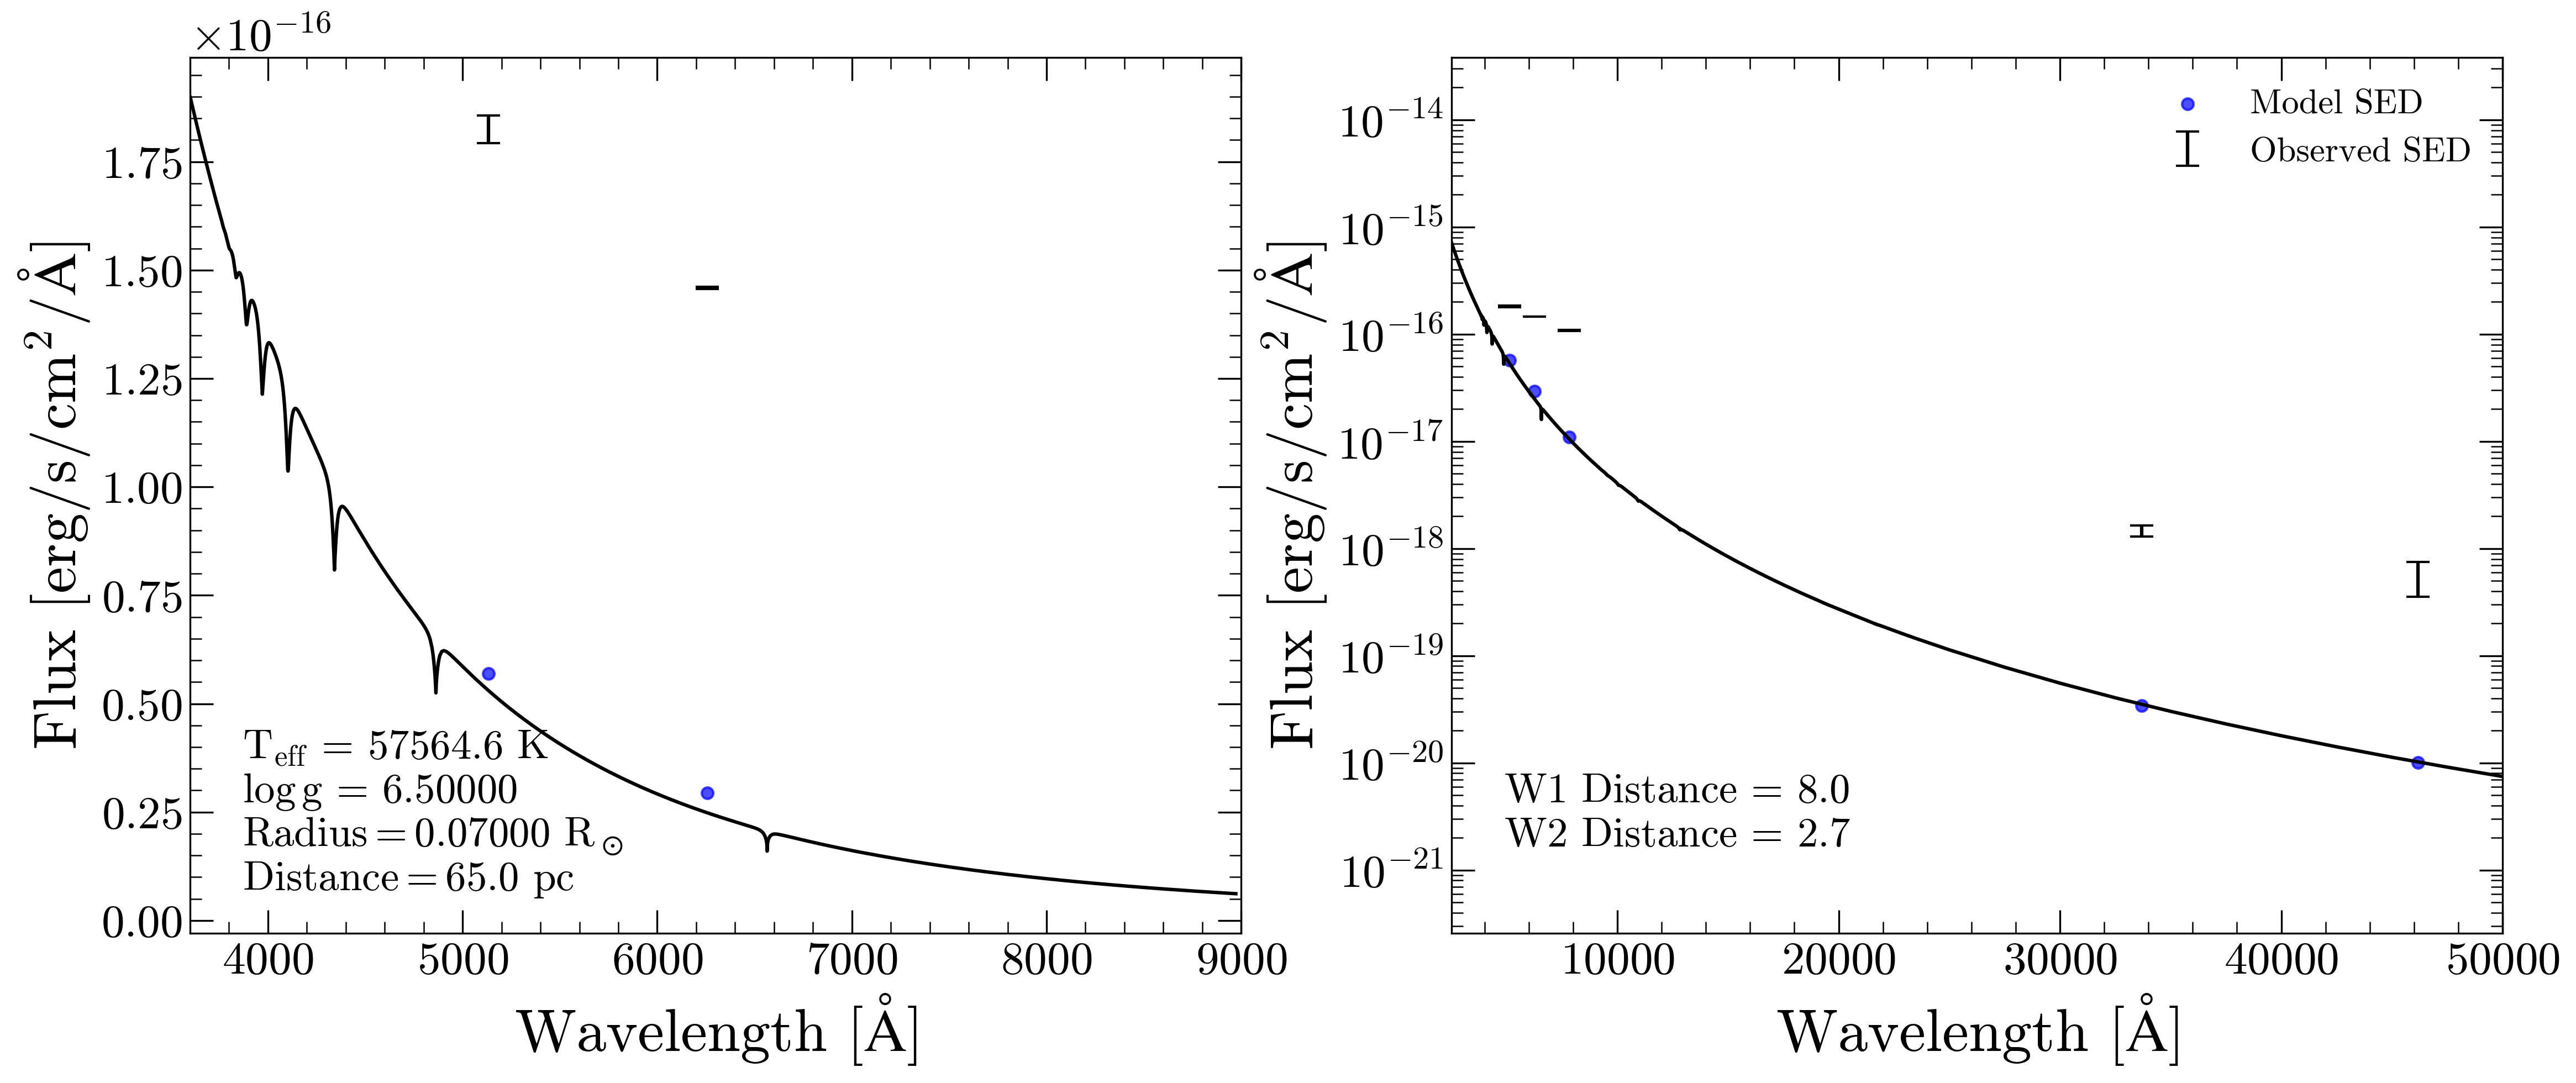 ×10⁻¹⁶
1.75
1.50
1.25
1.00
0.75
0.50
0.25
0.00
Flux [erg/s/cm²/Å]
T_eff = 57564.6 K
log g = 6.50000
Radius = 0.07000 R_⊙
Distance = 65.0 pc
4000 5000 6000 7000 8000 9000
Wavelength [Å]
10⁻¹⁴
10⁻¹⁵
10⁻¹⁶
10⁻¹⁷
10⁻¹⁸
10⁻¹⁹
10⁻²⁰
10⁻²¹
Flux [erg/s/cm²/Å]
Model SED
Observed SED
W1 Distance = 8.0
W2 Distance = 2.7
10000 20000 30000 40000 50000
Wavelength [Å]